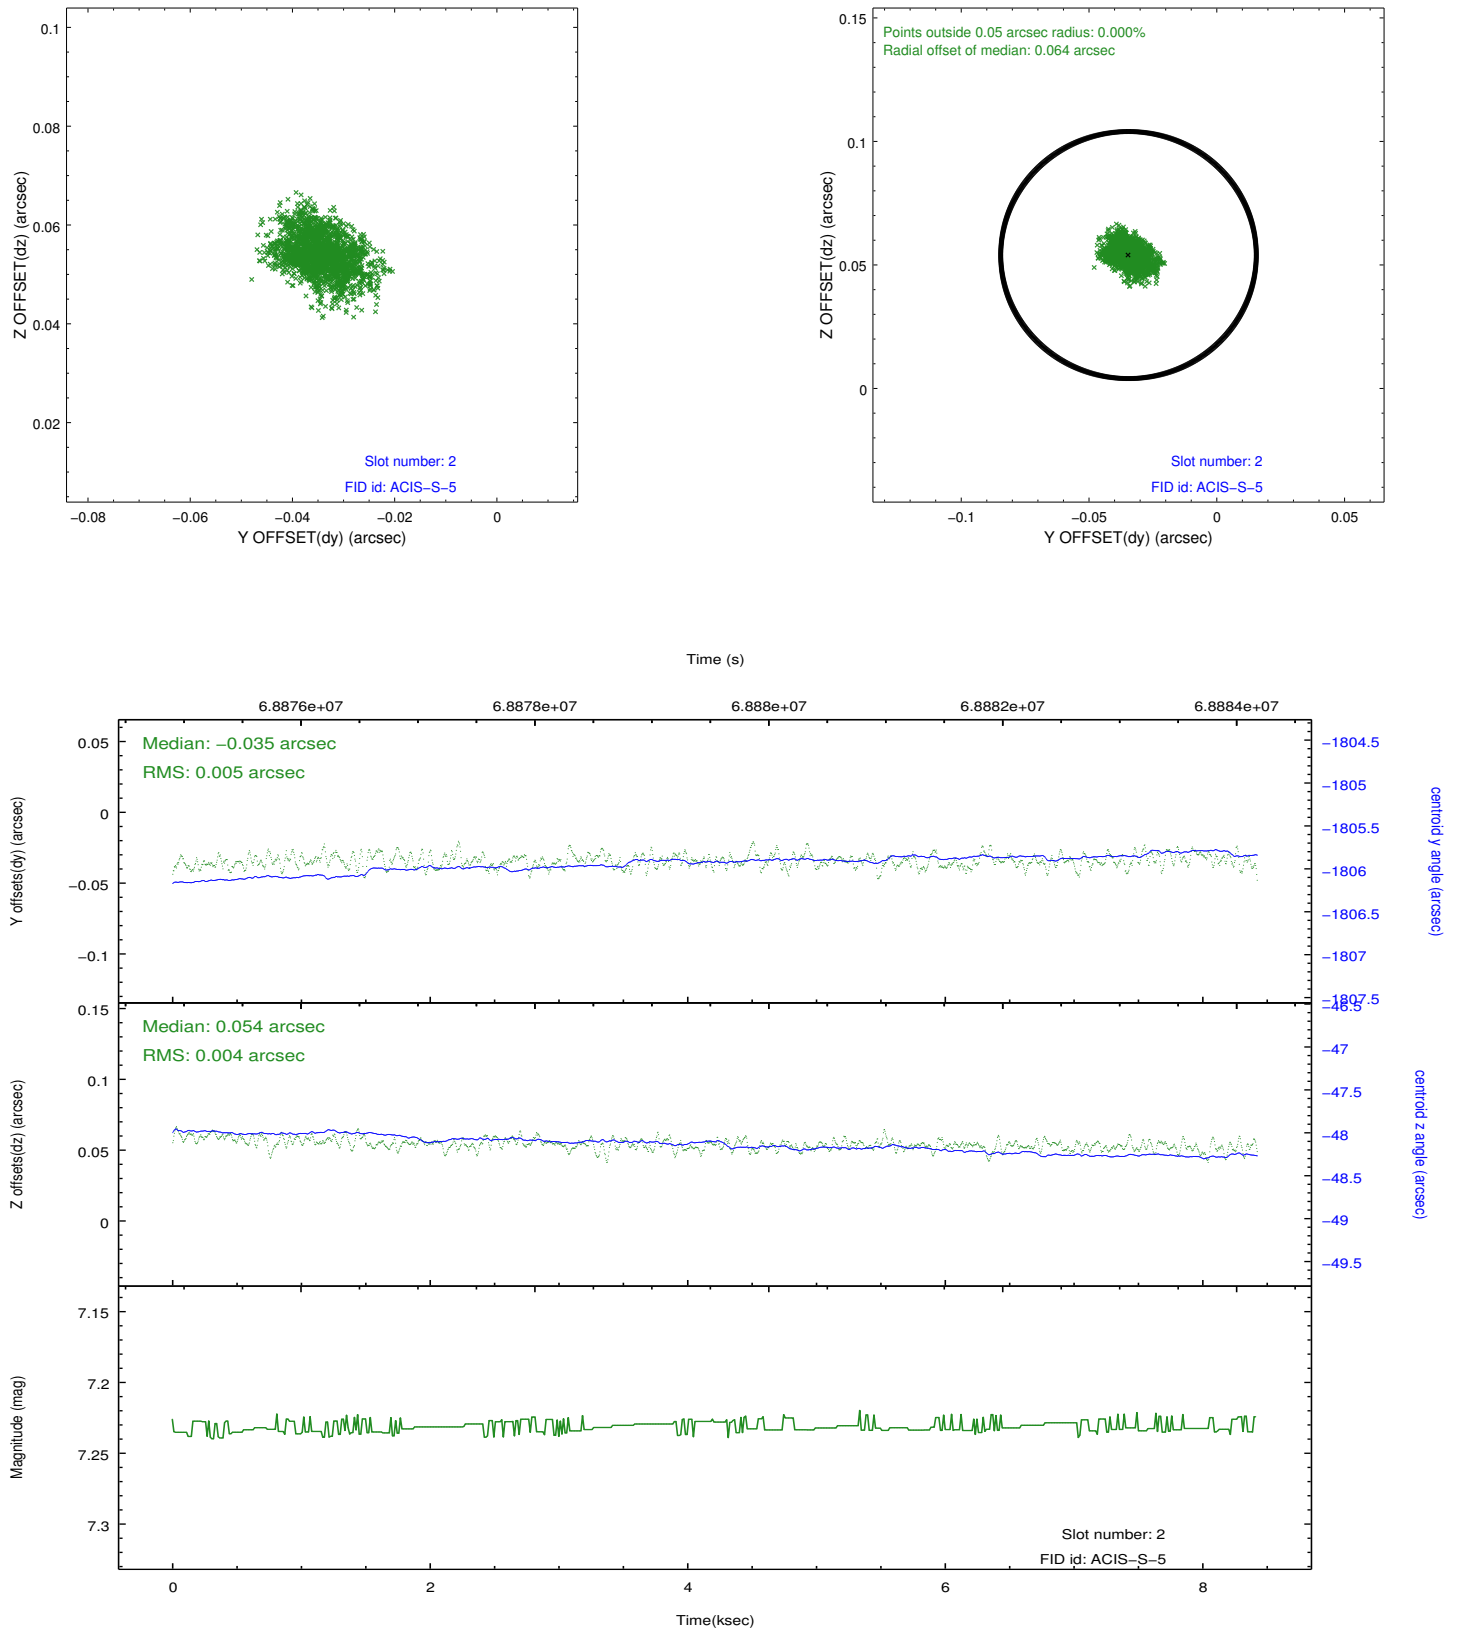 0.1
0.08
0.06
0.04
0.02
Z OFFSET(dz) (arcsec)
−0.08 −0.06 −0.04 −0.02 0
Y OFFSET(dy) (arcsec)
Slot number: 2
FID id: ACIS−S−5
Points outside 0.05 arcsec radius: 0.000%
Radial offset of median: 0.064 arcsec
0.15
0.1
0.05
0
Z OFFSET(dz) (arcsec)
−0.1 −0.05 0 0.05
Y OFFSET(dy) (arcsec)
Slot number: 2
FID id: ACIS−S−5
Time (s)
6.8876e+07 6.8878e+07 6.888e+07 6.8882e+07 6.8884e+07
Median: −0.035 arcsec
RMS: 0.005 arcsec
0.05
0
−0.05
−0.1
Y offsets(dy) (arcsec)
−1804.5
−1805
−1805.5
−1806
−1806.5
−1807
−1807.5
centroid y angle (arcsec)
Median: 0.054 arcsec
RMS: 0.004 arcsec
0.15
0.1
0.05
0
Z offsets(dz) (arcsec)
−46.5
−47
−47.5
−48
−48.5
−49
−49.5
centroid z angle (arcsec)
7.15
7.2
7.25
7.3
Magnitude (mag)
Slot number: 2
FID id: ACIS−S−5
0 2 4 6 8
Time(ksec)